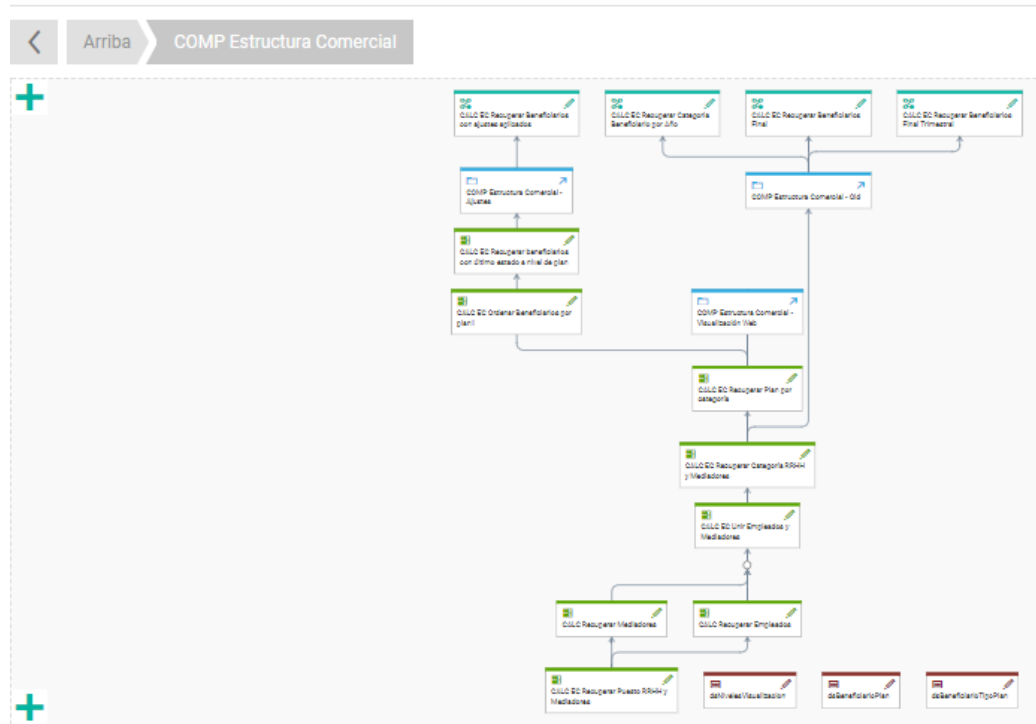 Arriba
COMP Estructura Comercial
CALC EC Recuperar Beneficiarios
con ajustes aplicados
CALC EC Recuperar Categoría
Beneficiario por Año
CALC EC Recuperar Beneficiarios
Final
CALC EC Recuperar Beneficiarios
Final Trimestral
COMP Estructura Comercial -
Ajustes
COMP Estructura Comercial - Old
CALC EC Recuperar beneficiarios
con último estado a nivel de plan
CALC EC Ordenar Beneficiarios por
plan!
COMP Estructura Comercial -
Visualización Web
CALC EC Recuperar Plan por
categoría
CALC EC Recuperar Categoría RRHH
y Mediadores
CALC EC Unir Empleados y
Mediadores
CALC Recuperar Mediadores
CALC Recuperar Empleados
CALC EC Recuperar Puesto RRHH y
Mediadores
dsNivelesVisualizacion
dsBeneficiarioPlan
dsBeneficiarioTipoPlan